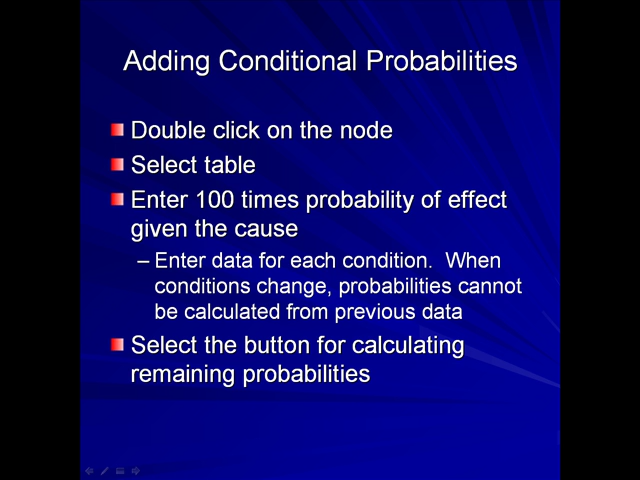 Adding Conditional Probabilities
Double click on the node
Select table
Enter 100 times probability of effect
given the cause
– Enter data for each condition.  When
conditions change, probabilities cannot
be calculated from previous data
Select the button for calculating
remaining probabilities